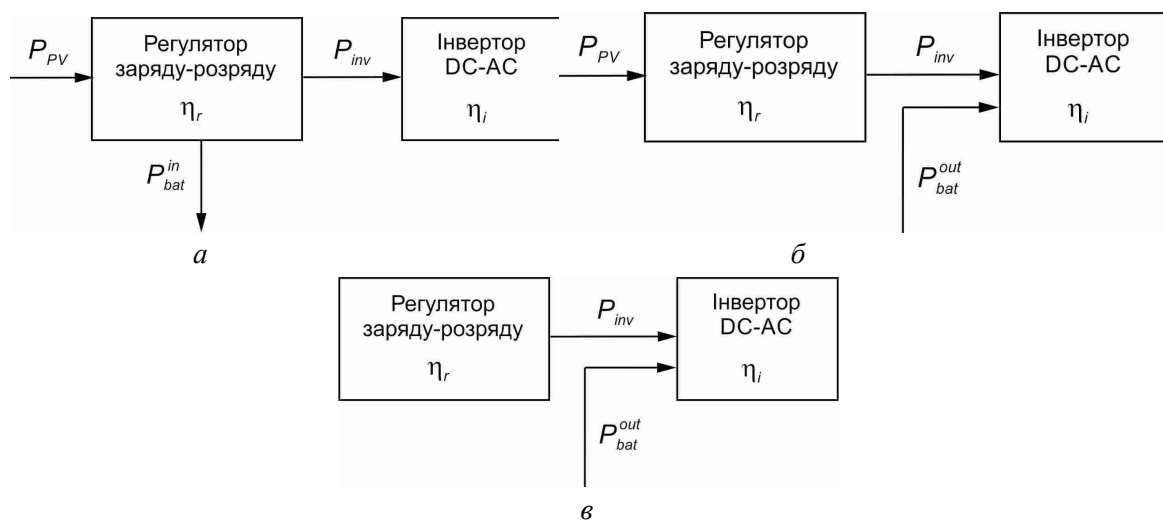 P_PV
Регулятор
заряду-розряду
η_r
P_inv
Інвертор
DC-AC
η_i
P_bat^in
а
P_PV
Регулятор
заряду-розряду
η_r
P_inv
Інвертор
DC-AC
η_i
P_bat^out
б
Регулятор
заряду-розряду
η_r
P_inv
Інвертор
DC-AC
η_i
P_bat^out
в